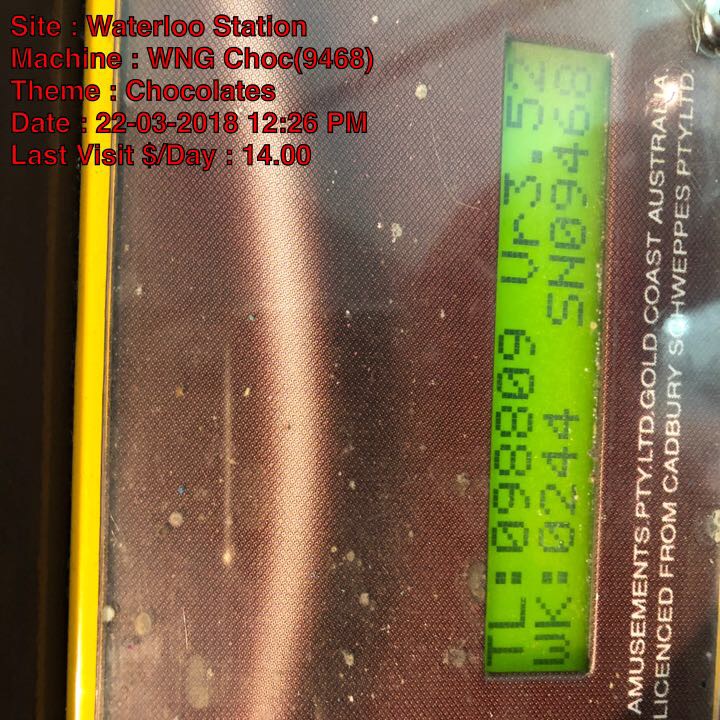 Site : Waterloo Station
Machine : WNG Choc(9468)
Theme : Chocolates
Date : 22-03-2018 12:26 PM
Last Visit $/Day : 14.00
TL:098809 Vr3.52
WK:0244 SN09468
AMUSEMENTS PTY.LTD.GOLD COAST AUSTRALIA
LICENCED FROM CADBURY SCHWEPPES PTY.LTD.